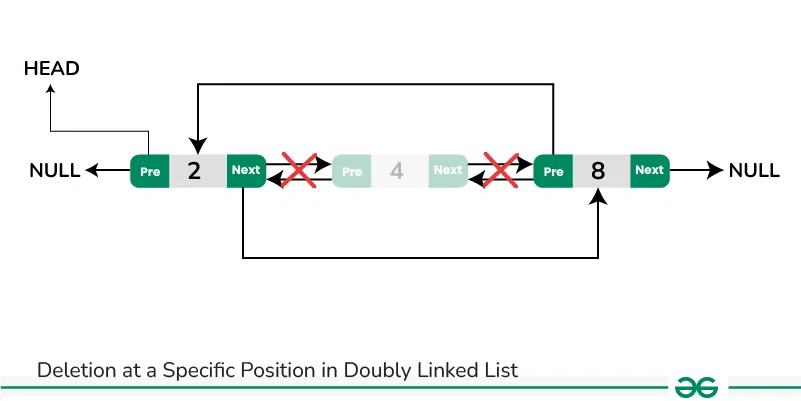 HEAD
NULL Pre 2 Next Pre 4 Next Pre 8 Next NULL
Deletion at a Specific Position in Doubly Linked List